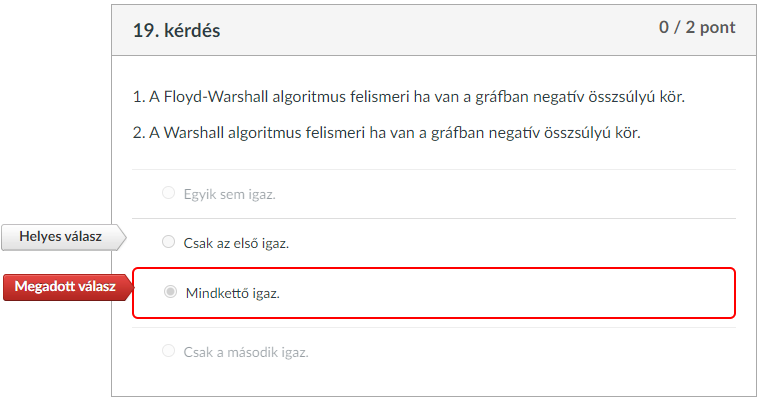 19. kérdés
0 / 2 pont
1. A Floyd-Warshall algoritmus felismeri ha van a gráfban negatív összsúlyú kör.
2. A Warshall algoritmus felismeri ha van a gráfban negatív összsúlyú kör.
Egyik sem igaz.
Helyes válasz
Csak az első igaz.
Megadott válasz
Mindkettő igaz.
Csak a második igaz.